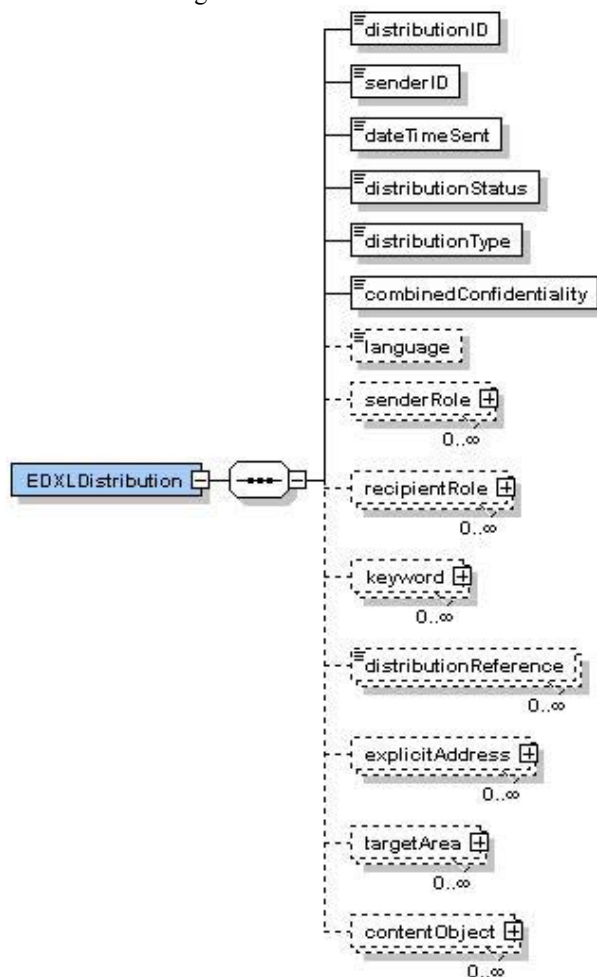 distributionID
senderID
dateTimeSent
distributionStatus
distributionType
combinedConfidentiality
language
senderRole
0..∞
EDXLDistribution
recipientRole
0..∞
keyword
0..∞
distributionReference
0..∞
explicitAddress
0..∞
targetArea
0..∞
contentObject
0..∞